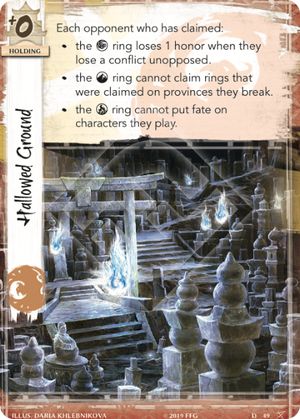 +0
HOLDING
Each opponent who has claimed:
• the ring loses 1 honor when they
lose a conflict unopposed.
• the ring cannot claim rings that
were claimed on provinces they break.
• the ring cannot put fate on
characters they play.
Hallowed Ground
ILLUS. DARIA KHLEBNIKOVA © 2019 FFG D 49